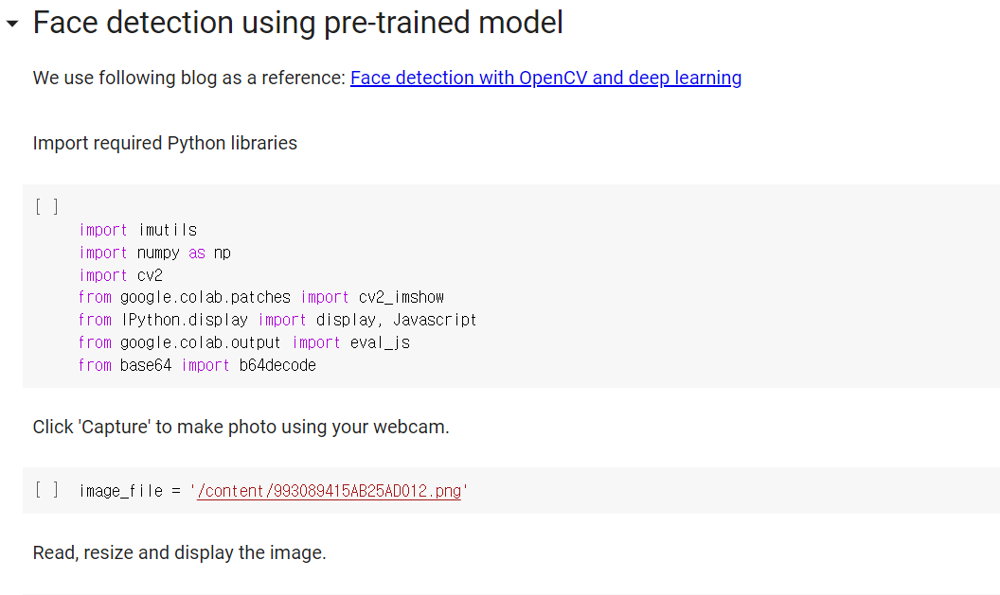 Face detection using pre-trained model
We use following blog as a reference: Face detection with OpenCV and deep learning
Import required Python libraries
[ ]
import imutils
import numpy as np
import cv2
from google.colab.patches import cv2_imshow
from IPython.display import display, Javascript
from google.colab.output import eval_js
from base64 import b64decode
Click 'Capture' to make photo using your webcam.
[ ] image_file = '/content/993089415AB25AD012.png'
Read, resize and display the image.